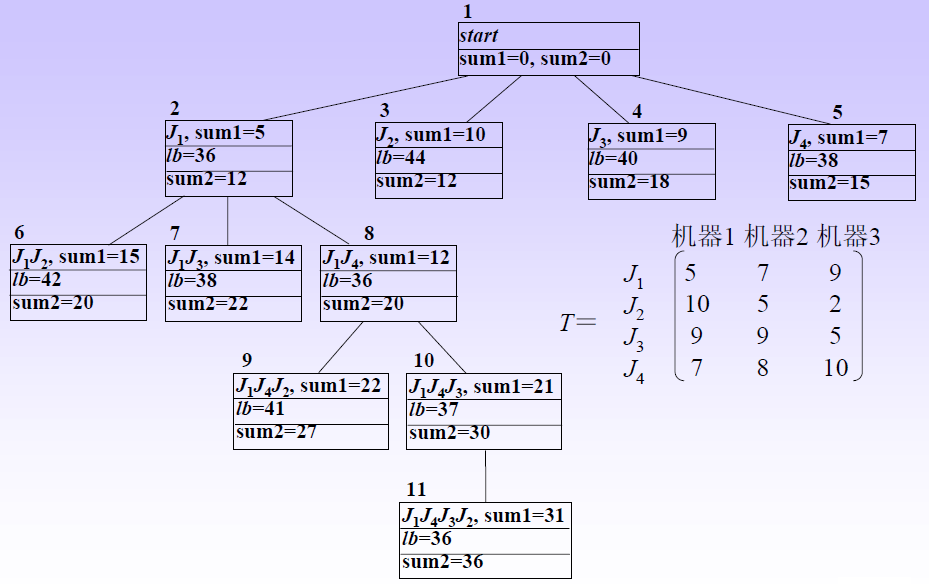 1
start
sum1=0, sum2=0
2
J1, sum1=5
lb=36
sum2=12
3
J2, sum1=10
lb=44
sum2=12
4
J3, sum1=9
lb=40
sum2=18
5
J4, sum1=7
lb=38
sum2=15
6
J1J2, sum1=15
lb=42
sum2=20
7
J1J3, sum1=14
lb=38
sum2=22
8
J1J4, sum1=12
lb=36
sum2=20
机器1 机器2 机器3
T=
J1 5 7 9
J2 10 5 2
J3 9 9 5
J4 7 8 10
9
J1J4J2, sum1=22
lb=41
sum2=27
10
J1J4J3, sum1=21
lb=37
sum2=30
11
J1J4J3J2, sum1=31
lb=36
sum2=36